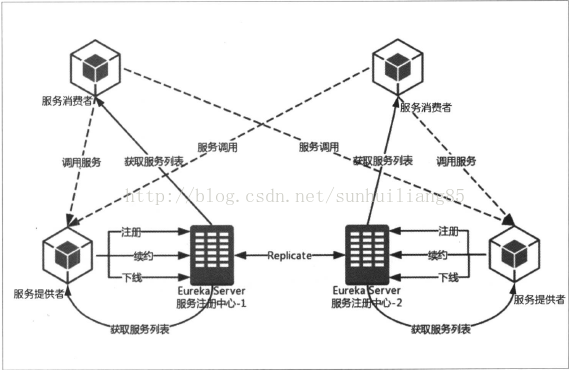 服务消费者
服务消费者
服务调用
服务调用
调用服务
获取服务列表
获取服务列表
调用服务
http://blog.csdn.net/sunhuiliang85
注册
续约
下线
Replicate
注册
续约
下线
服务提供者
Eureka Server
服务注册中心-1
Eureka Server
服务注册中心-2
服务提供者
获取服务列表
获取服务列表